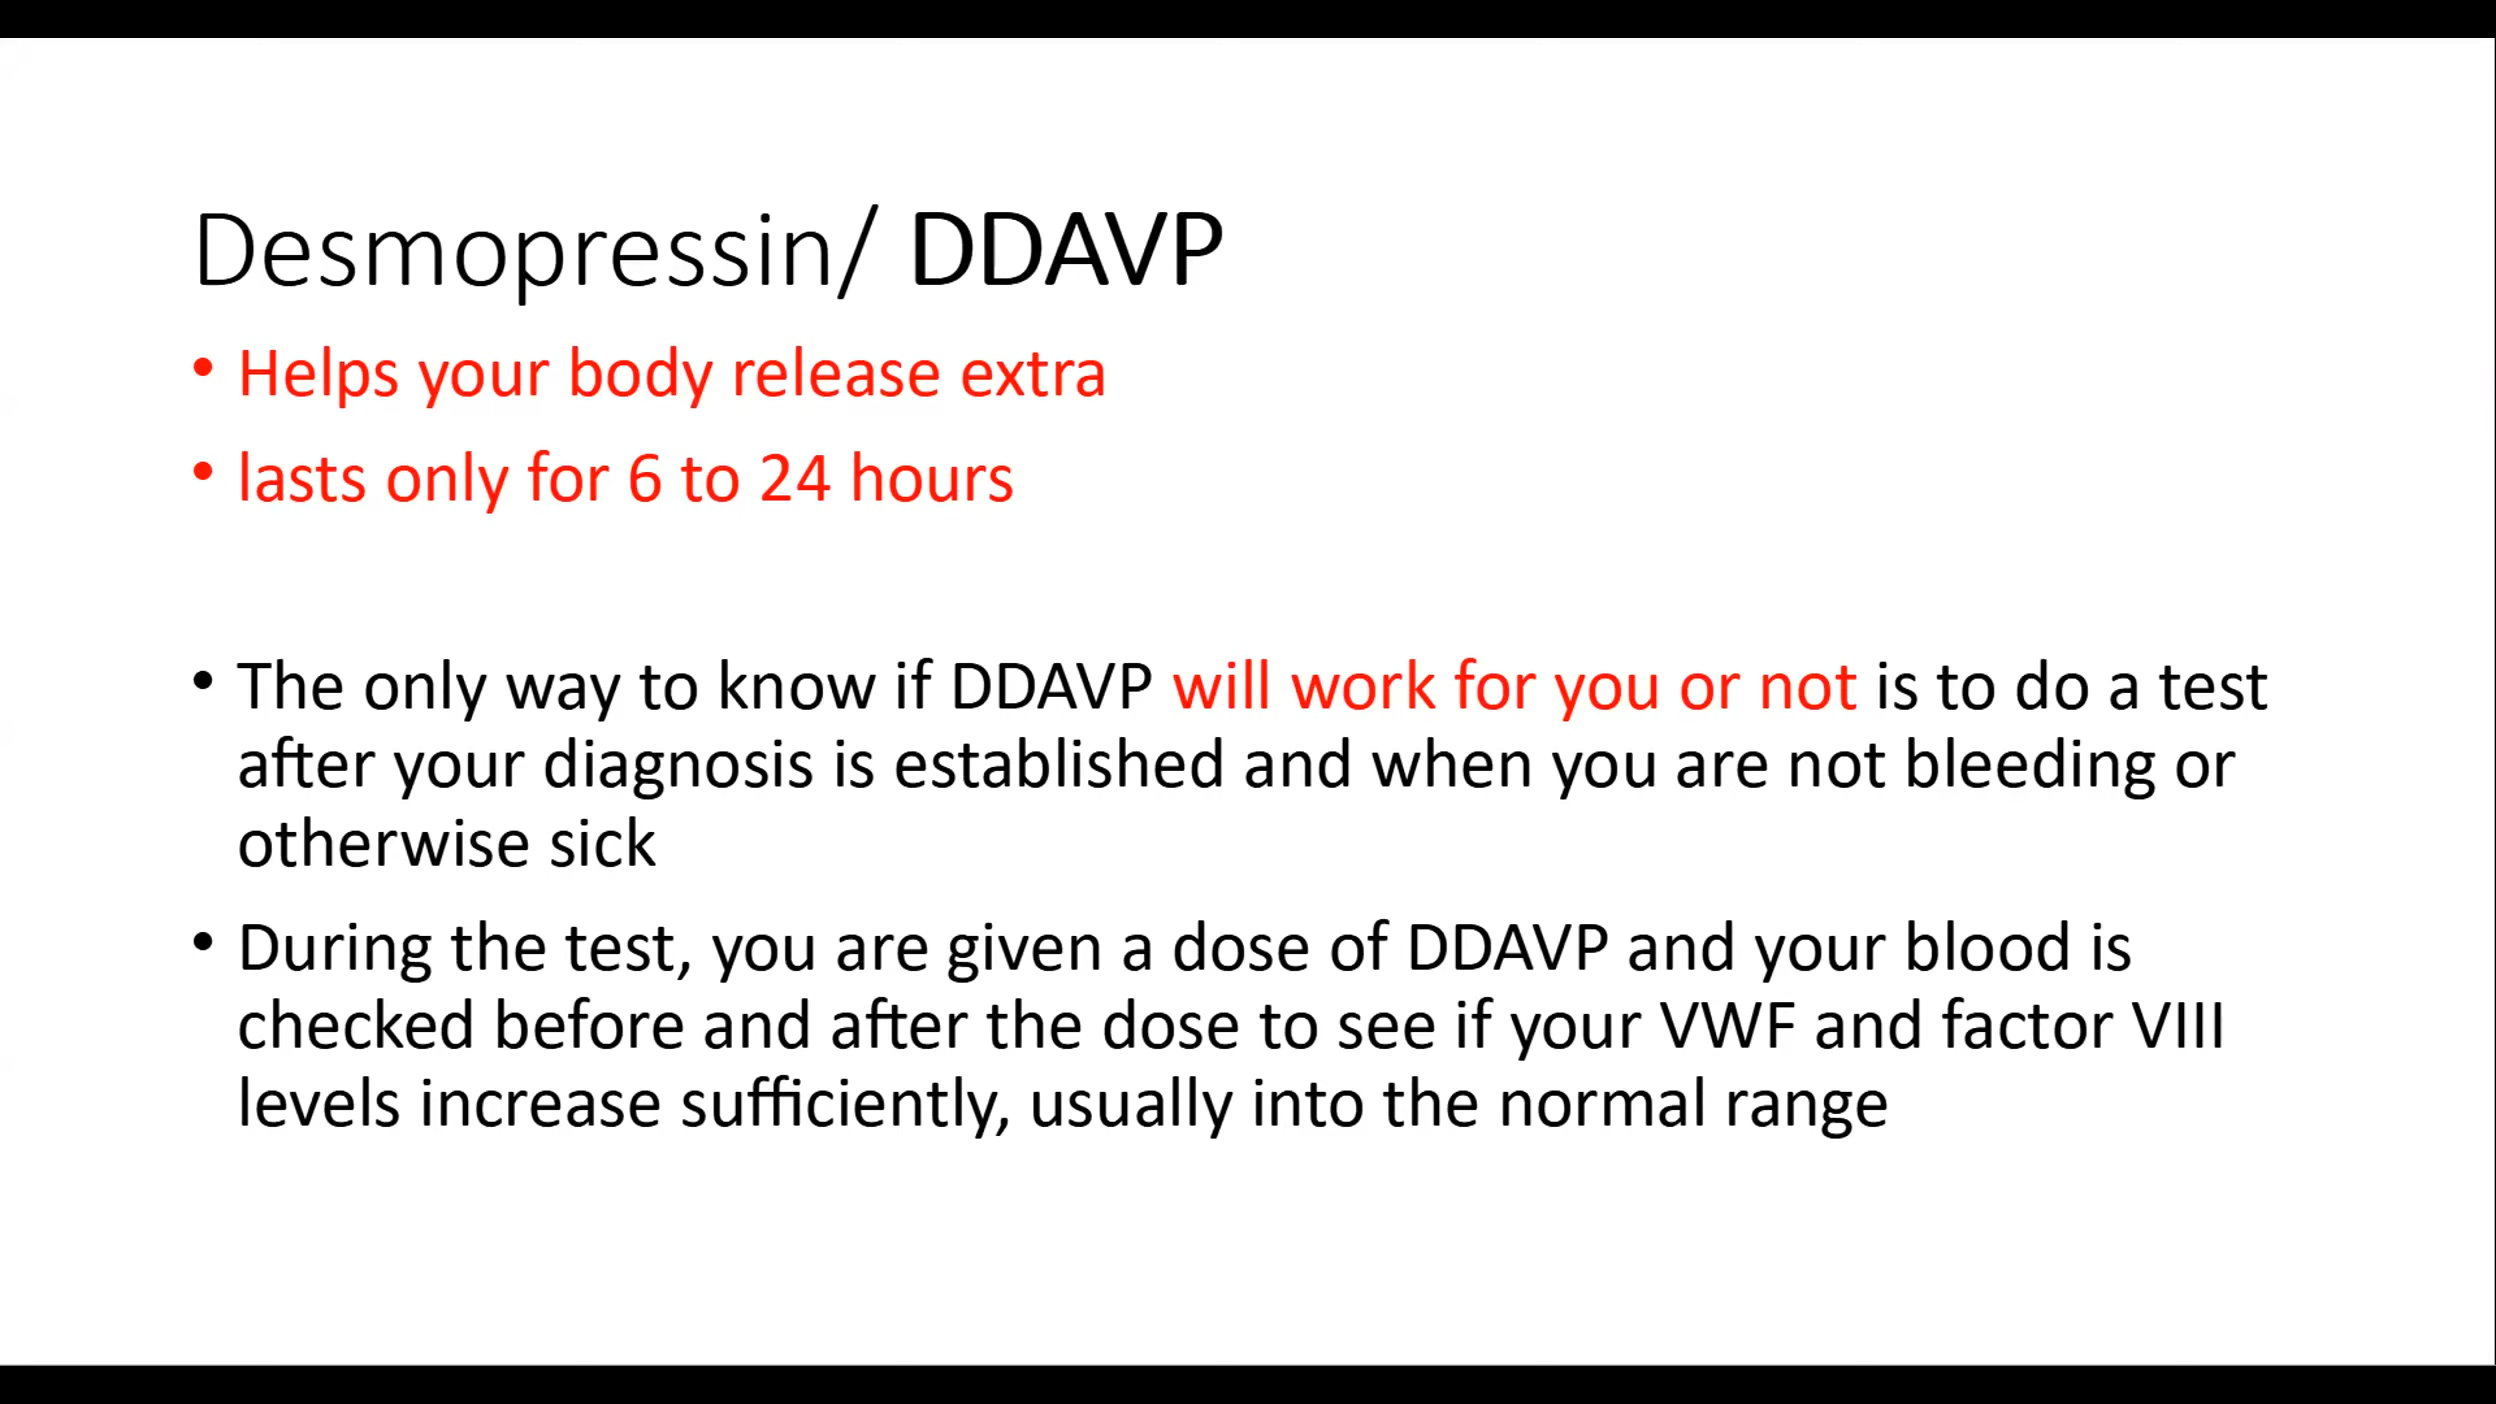 Desmopressin/ DDAVP
• Helps your body release extra
• lasts only for 6 to 24 hours
• The only way to know if DDAVP will work for you or not is to do a test
after your diagnosis is established and when you are not bleeding or
otherwise sick
• During the test, you are given a dose of DDAVP and your blood is
checked before and after the dose to see if your VWF and factor VIII
levels increase sufficiently, usually into the normal range